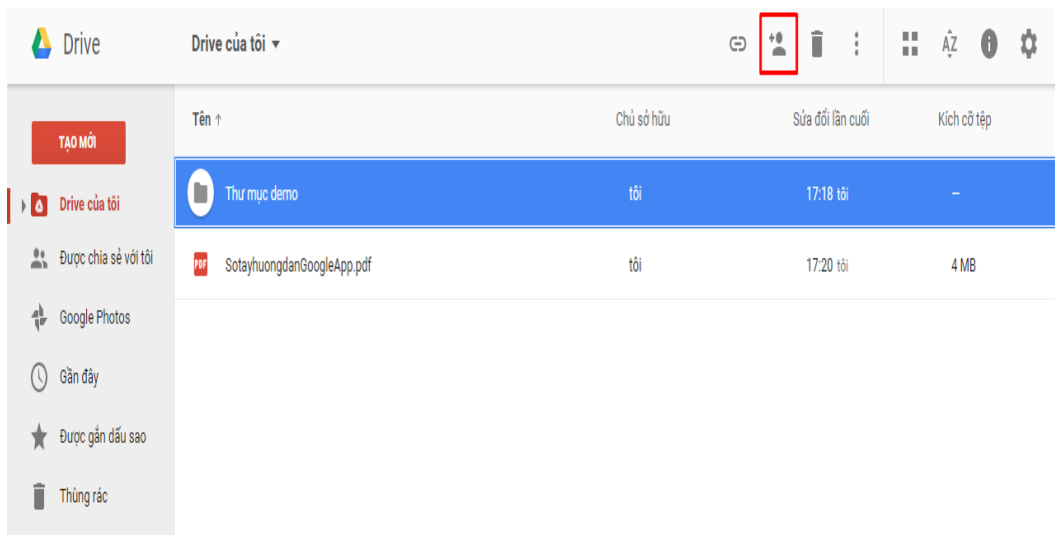 Drive
Drive của tôi
AZ
Tên ↑ Chủ sở hữu Sửa đổi lần cuối Kích cỡ tệp
TẠO MỚI
Thư mục demo tôi 17:18 tôi –
Drive của tôi
Được chia sẻ với tôi
PDF SotayhuongdanGoogleApp.pdf tôi 17:20 tôi 4 MB
Google Photos
Gần đây
Được gắn dấu sao
Thùng rác